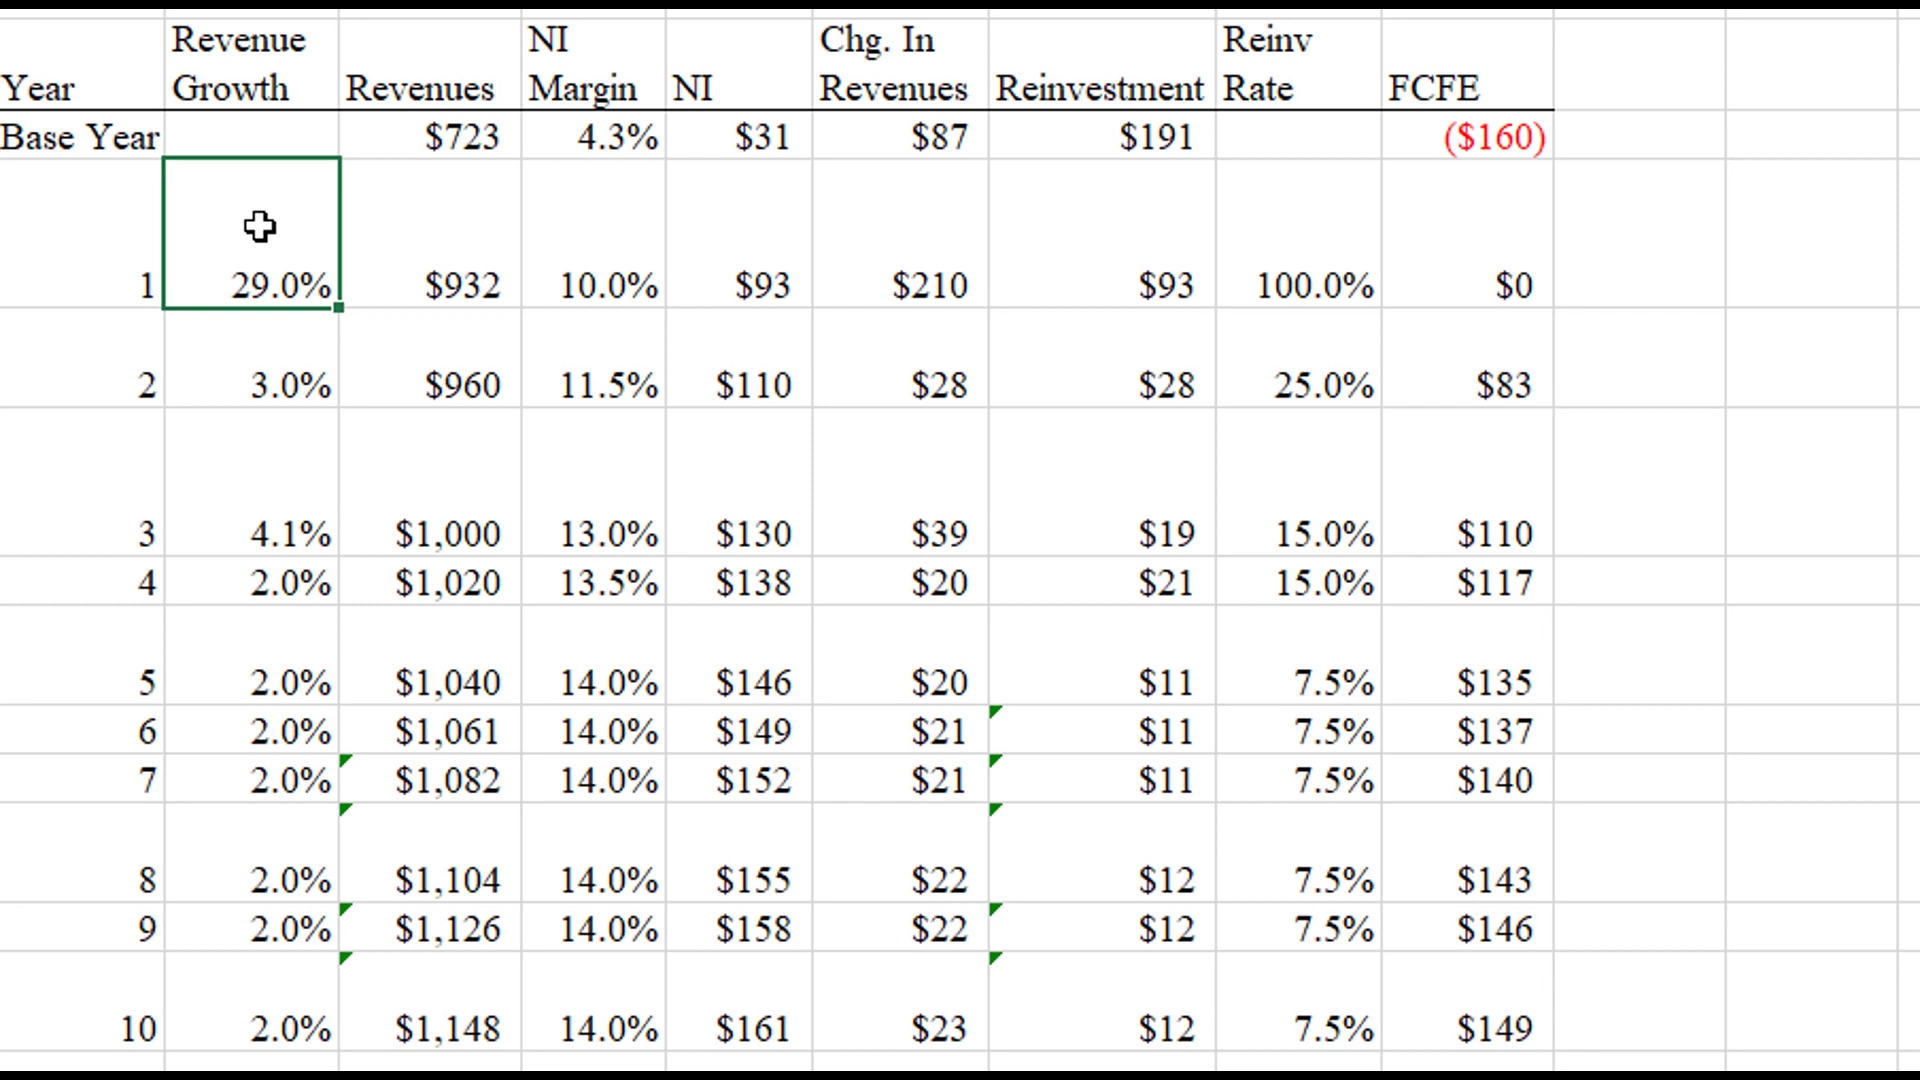 Revenue NI Chg. In Reinv
Year Growth Revenues Margin NI Revenues Reinvestment Rate FCFE
Base Year $723 4.3% $31 $87 $191 ($160)
1 29.0% $932 10.0% $93 $210 $93 100.0% $0
2 3.0% $960 11.5% $110 $28 $28 25.0% $83
3 4.1% $1,000 13.0% $130 $39 $19 15.0% $110
4 2.0% $1,020 13.5% $138 $20 $21 15.0% $117
5 2.0% $1,040 14.0% $146 $20 $11 7.5% $135
6 2.0% $1,061 14.0% $149 $21 $11 7.5% $137
7 2.0% $1,082 14.0% $152 $21 $11 7.5% $140
8 2.0% $1,104 14.0% $155 $22 $12 7.5% $143
9 2.0% $1,126 14.0% $158 $22 $12 7.5% $146
10 2.0% $1,148 14.0% $161 $23 $12 7.5% $149